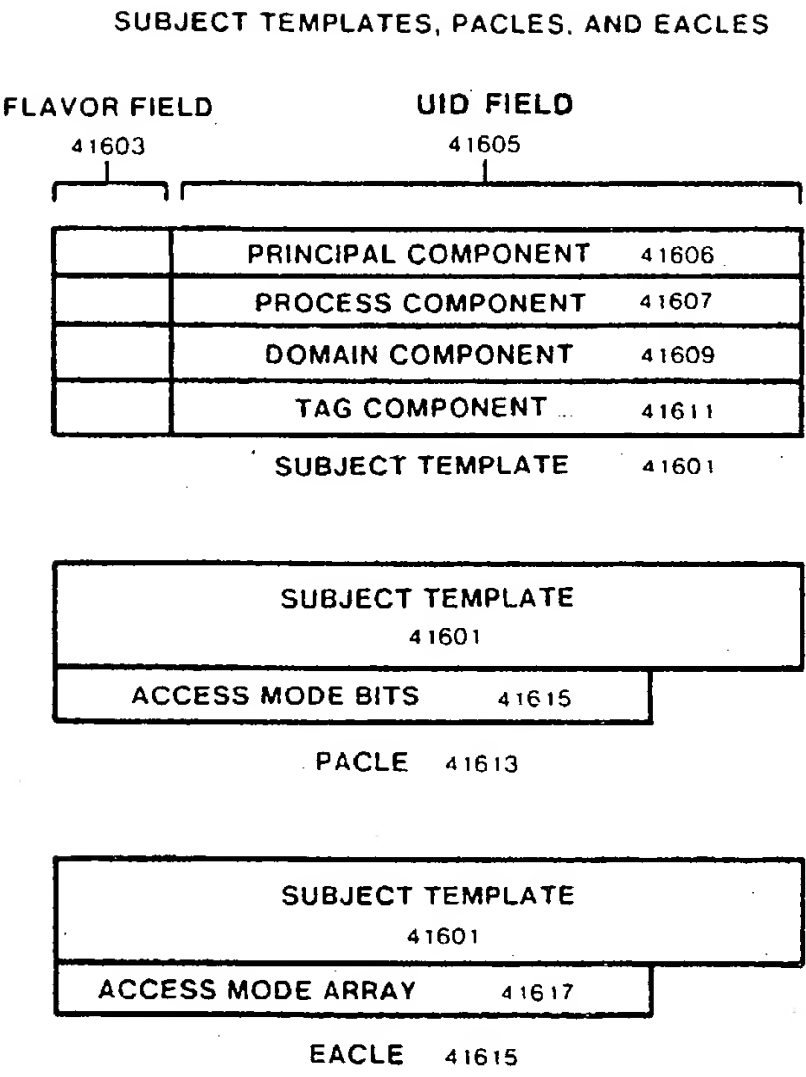 SUBJECT TEMPLATES, PACLES, AND EACLES
FLAVOR FIELD UID FIELD
41603 41605
PRINCIPAL COMPONENT 41606
PROCESS COMPONENT 41607
DOMAIN COMPONENT 41609
TAG COMPONENT 41611
SUBJECT TEMPLATE 41601
SUBJECT TEMPLATE
41601
ACCESS MODE BITS 41615
PACLE 41613
SUBJECT TEMPLATE
41601
ACCESS MODE ARRAY 41617
EACLE 41615